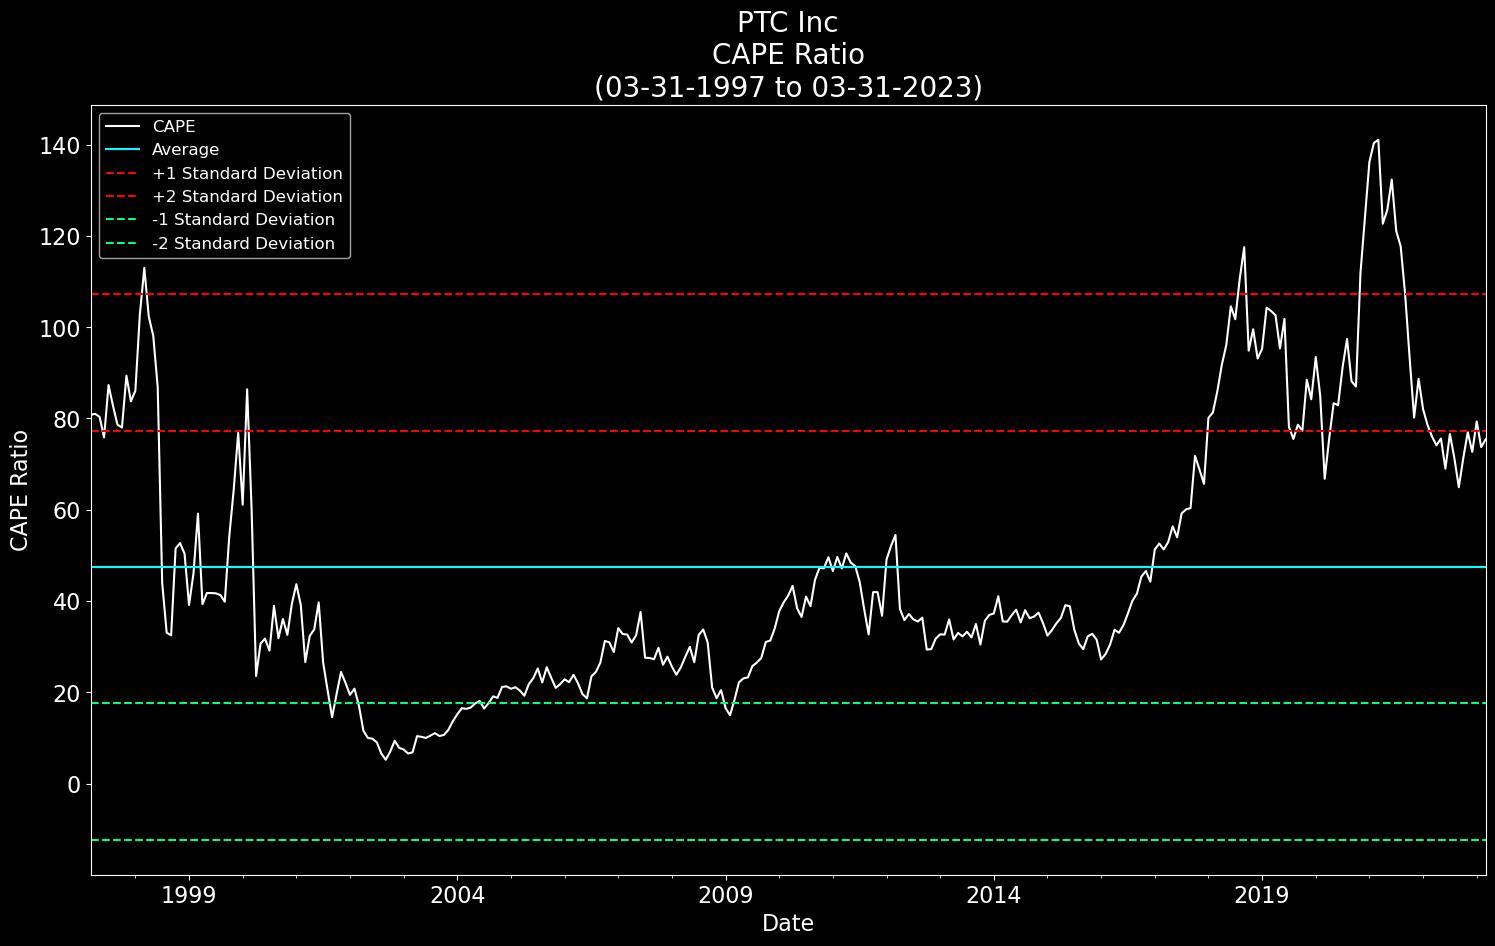 PTC Inc
CAPE Ratio
(03-31-1997 to 03-31-2023)
CAPE
Average
+1 Standard Deviation
+2 Standard Deviation
-1 Standard Deviation
-2 Standard Deviation
CAPE Ratio
140
120
100
80
60
40
20
0
1999
2004
2009
2014
2019
Date